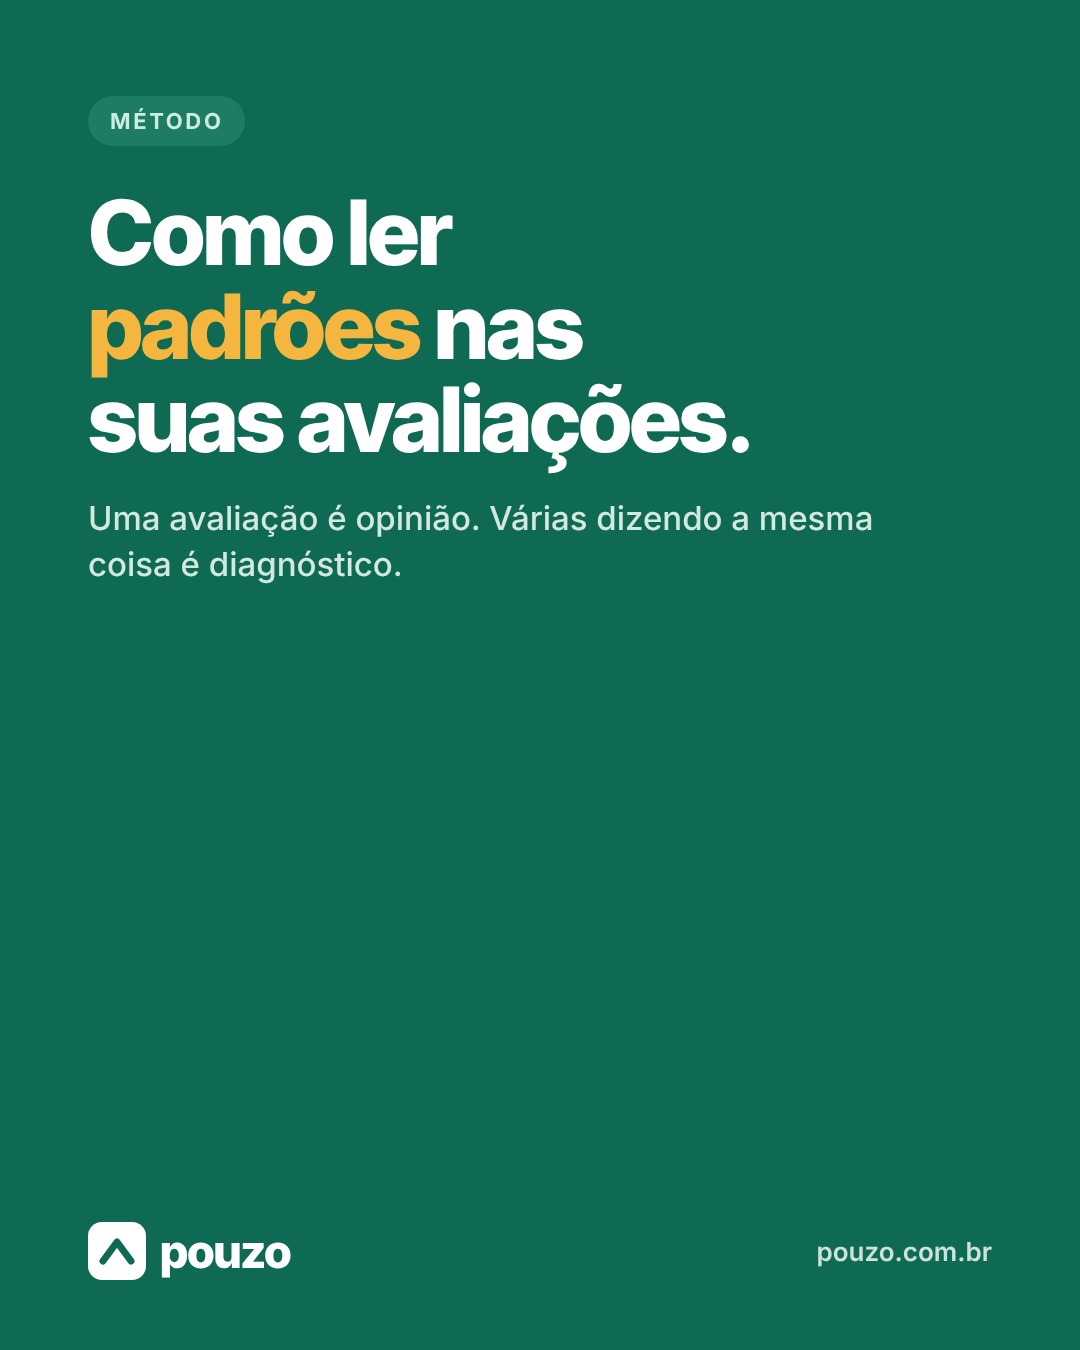 MÉTODO
Como ler
padrões nas
suas avaliações.
Uma avaliação é opinião. Várias dizendo a mesma
coisa é diagnóstico.
pouzo
pouzo.com.br